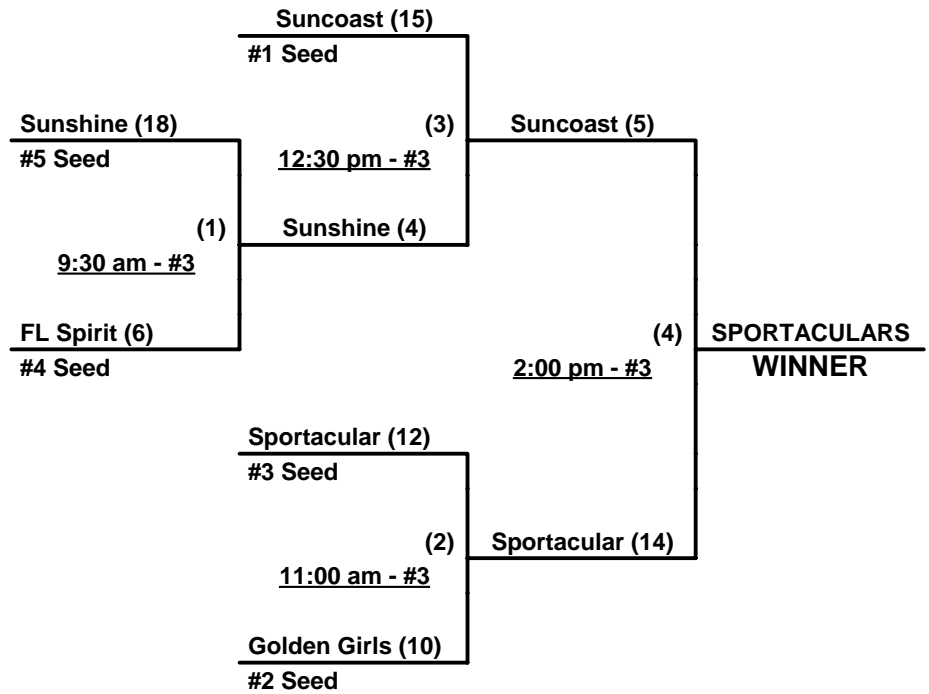 Suncoast (15)
#1 Seed
Sunshine (18)
(3)
Suncoast (5)
#5 Seed
12:30 pm - #3
(1)
Sunshine (4)
9:30 am - #3
FL Spirit (6)
(4)
SPORTACULARS
#4 Seed
2:00 pm - #3
WINNER
Sportacular (12)
#3 Seed
(2)
Sportacular (14)
11:00 am - #3
Golden Girls (10)
#2 Seed